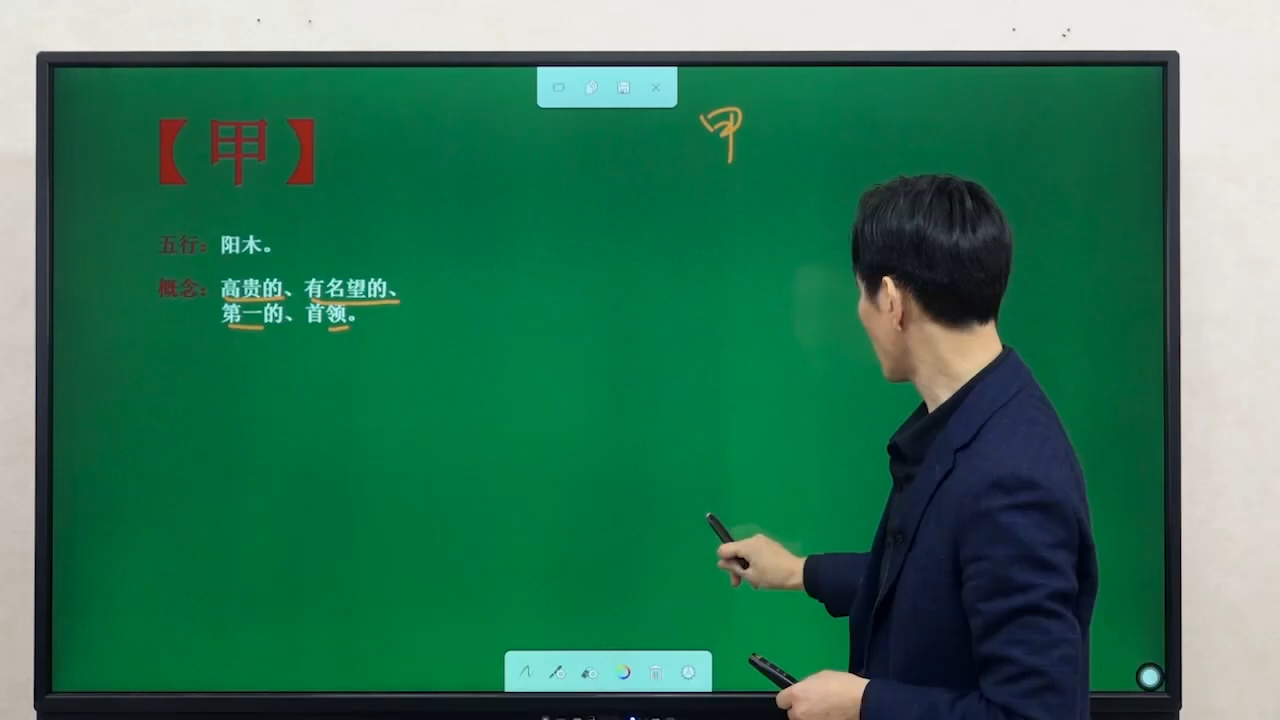 【甲】
甲
五行：阳木。
概念：高贵的、有名望的、
第一的、首领。